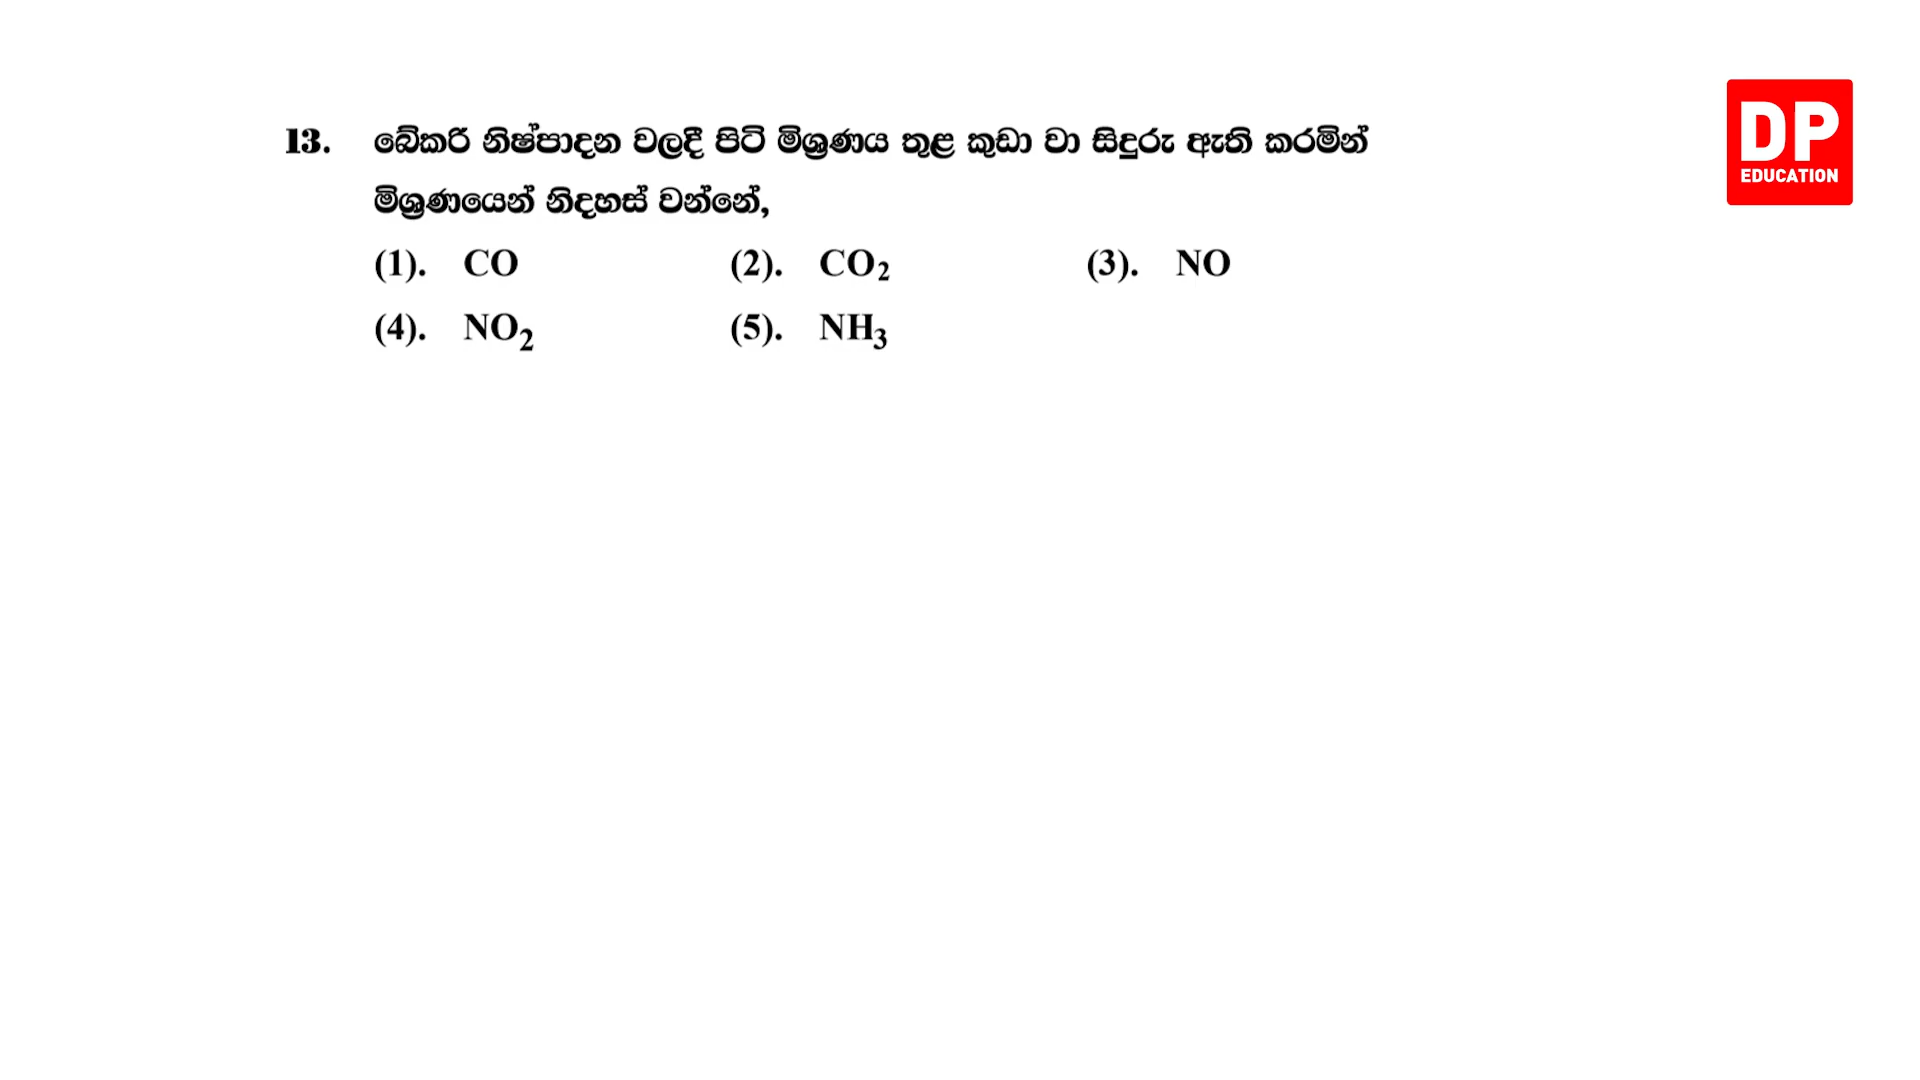 DP
EDUCATION
13. බේකරි නිෂ්පාදන වලදී පිටි මිශ්‍රණය තුළ කුඩා වා සිදුරු ඇති කරමින්
මිශ්‍රණයෙන් නිදහස් වන්නේ,
(1). CO (2). CO₂ (3). NO
(4). NO₂ (5). NH₃